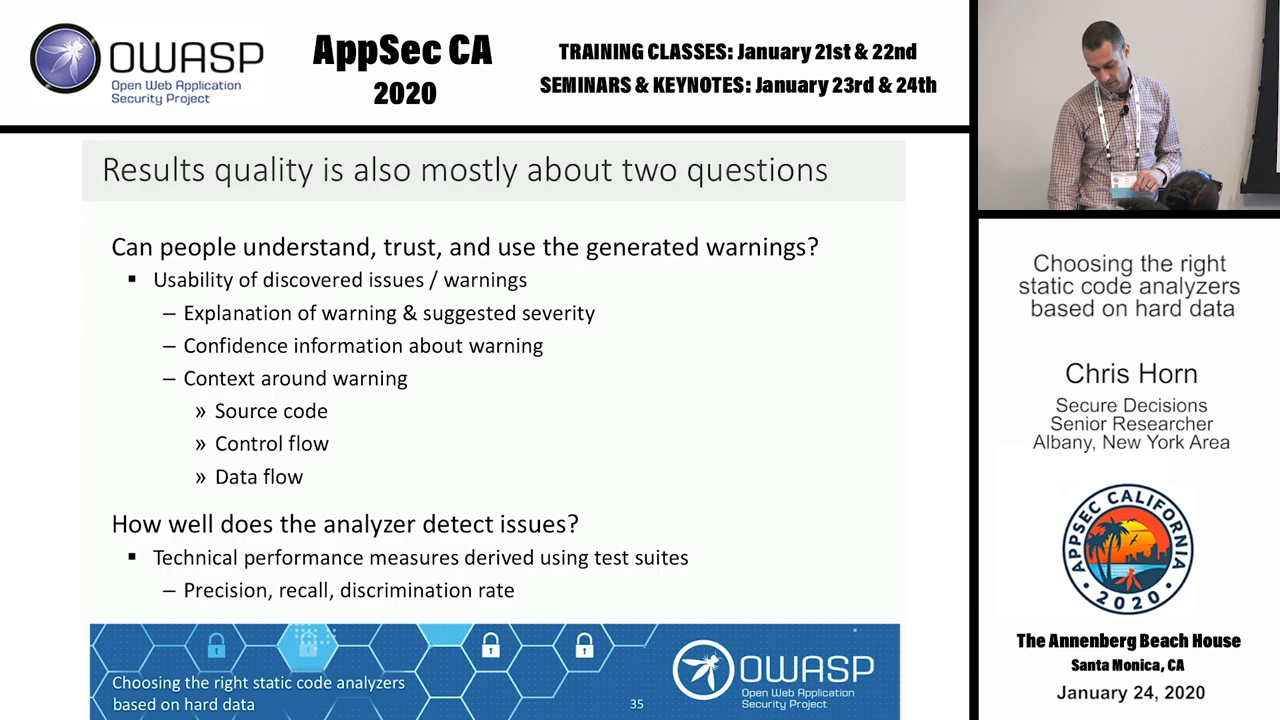 OWASP
Open Web Application
Security Project
AppSec CA
2020
TRAINING CLASSES: January 21st & 22nd
SEMINARS & KEYNOTES: January 23rd & 24th
Results quality is also mostly about two questions
Can people understand, trust, and use the generated warnings?
▪ Usability of discovered issues / warnings
– Explanation of warning & suggested severity
– Confidence information about warning
– Context around warning
» Source code
» Control flow
» Data flow
How well does the analyzer detect issues?
▪ Technical performance measures derived using test suites
– Precision, recall, discrimination rate
Choosing the right static code analyzers
based on hard data
35
OWASP
Open Web Application
Security Project
Choosing the right
static code analyzers
based on hard data
Chris Horn
Secure Decisions
Senior Researcher
Albany, New York Area
APPSEC CALIFORNIA
• 2020 •
The Annenberg Beach House
Santa Monica, CA
January 24, 2020